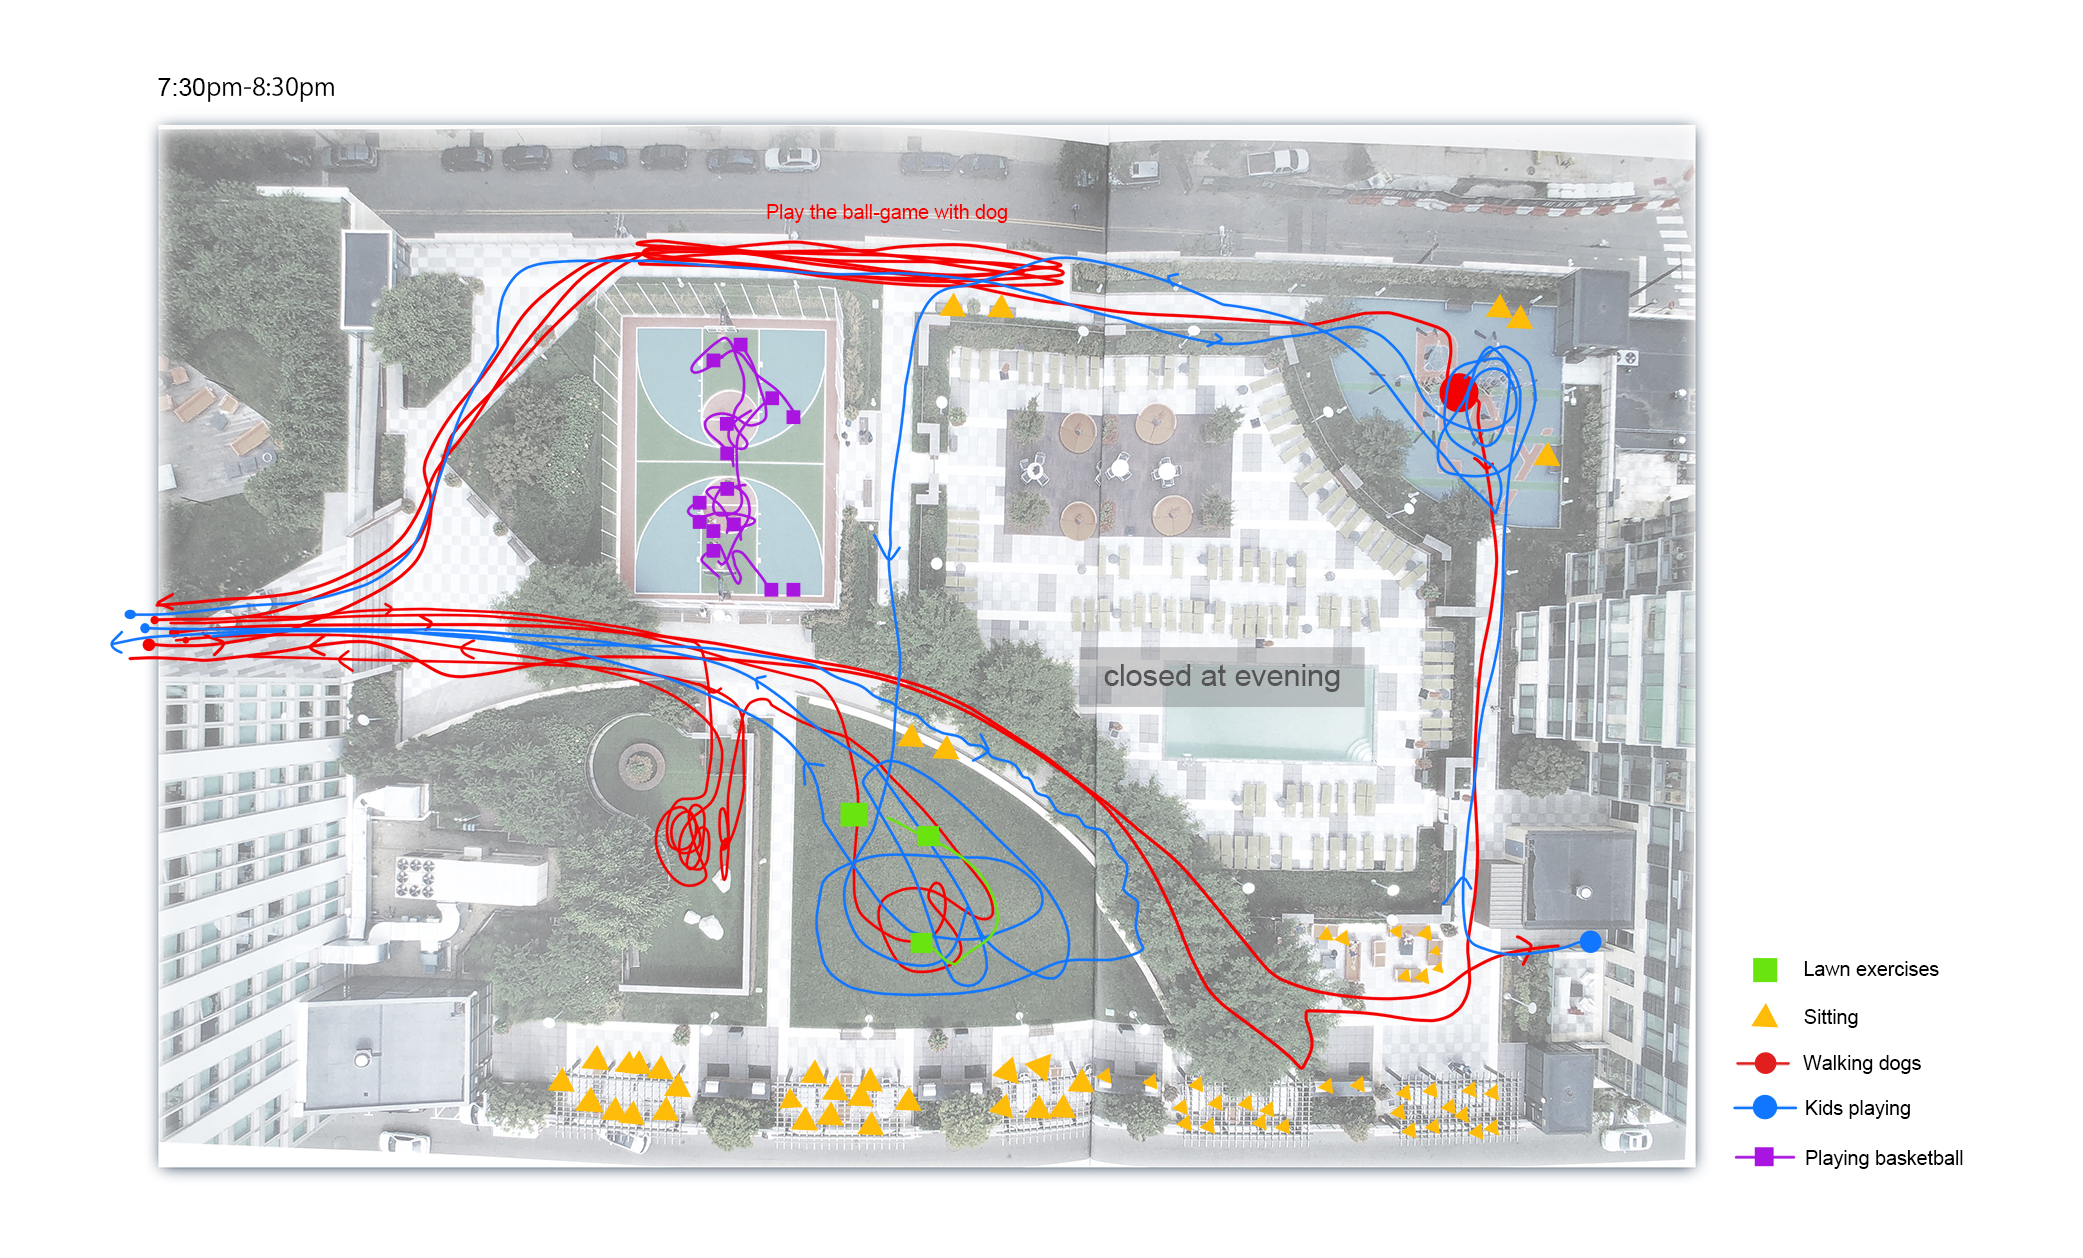 7:30pm-8:30pm
Play the ball-game with dog
closed at evening
Lawn exercises
Sitting
Walking dogs
Kids playing
Playing basketball